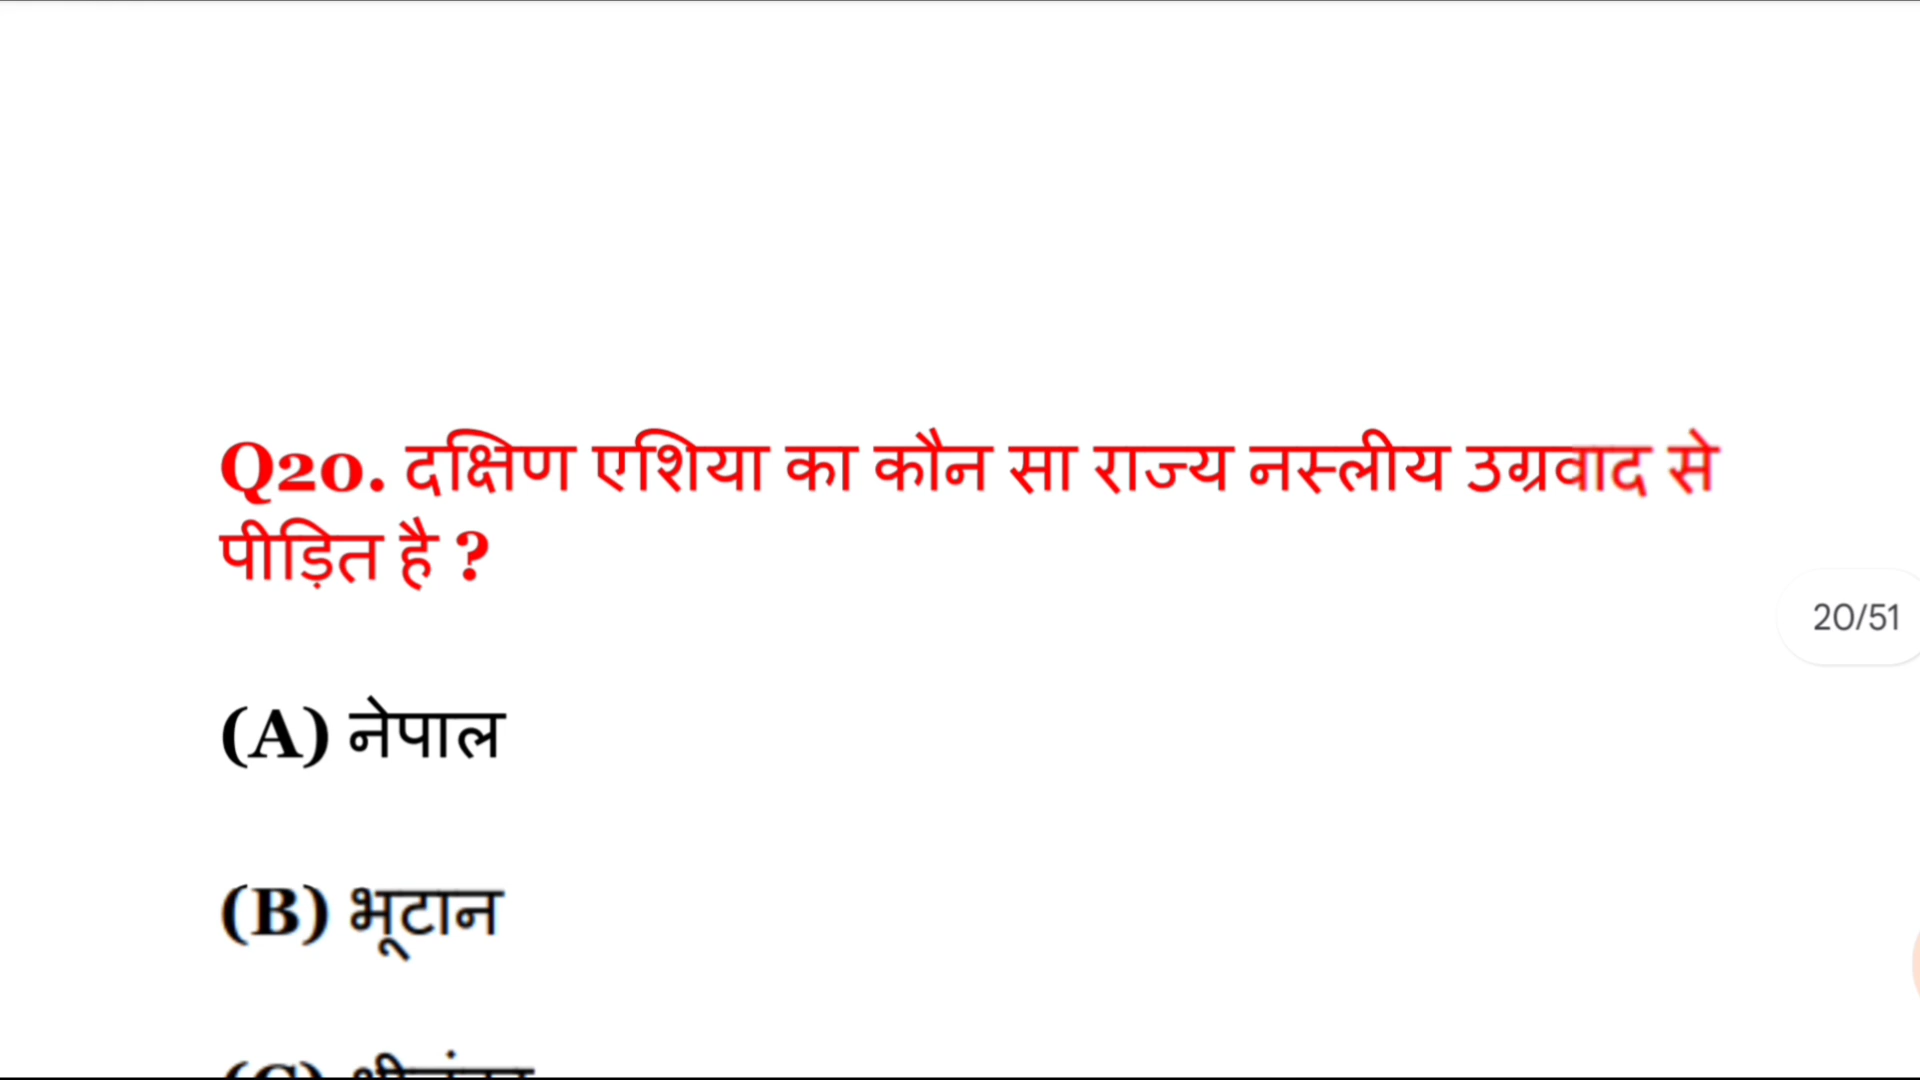 Q20. दक्षिण एशिया का कौन सा राज्य नस्लीय उग्रवाद से
पीड़ित है ?
20/51
(A) नेपाल
(B) भूटान